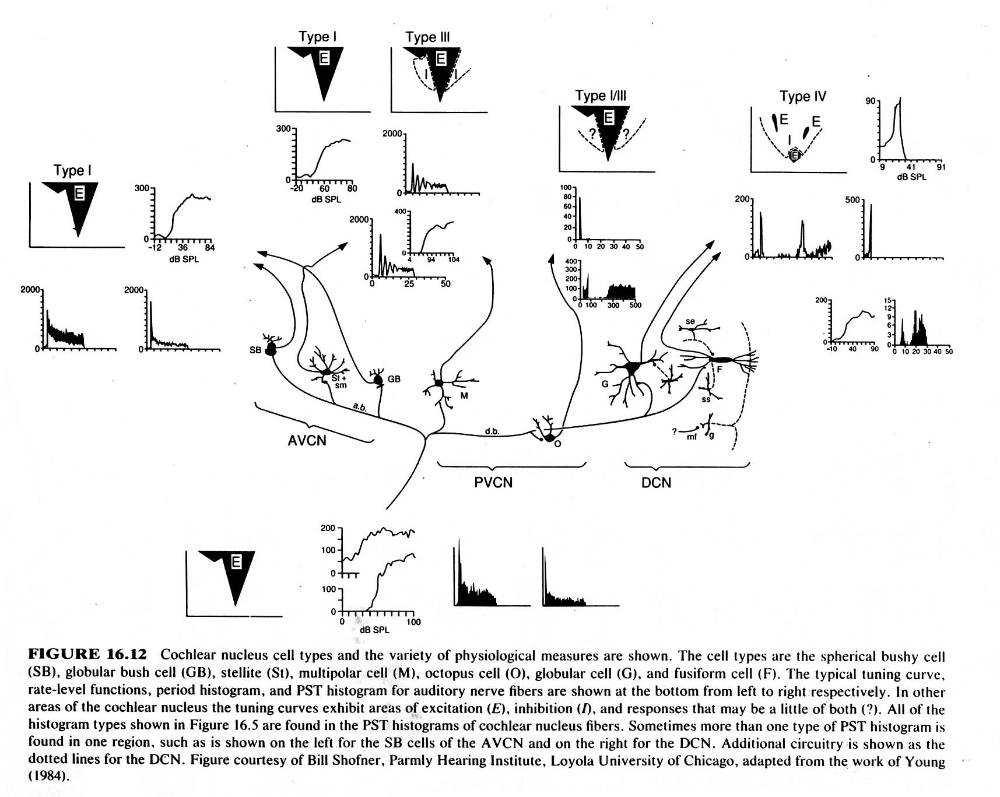 Type I
Type III
E
E
I
I
Type I/III
E
?
?
Type IV
E
E
I
E
90
0
9
41
91
dB SPL
300
0
-20
60
80
dB SPL
2000
0
Type I
E
300
0
-12
36
84
dB SPL
2000
0
400
0
4
94
104
0
25
50
100
80
60
40
20
0
0
10
20
30
40
50
400
300
200
100
0
0
100
300
500
200
0
500
0
2000
0
2000
0
200
0
-10
40
90
15
12
9
6
3
0
0
10
20
30
40
50
SB
St +
sm
GB
M
a.b.
d.b.
O
G
se
F
ss
?
mf
g
AVCN
PVCN
DCN
E
200
100
0
100
0
0
100
dB SPL
FIGURE 16.12 Cochlear nucleus cell types and the variety of physiological measures are shown. The cell types are the spherical bushy cell
(SB), globular bush cell (GB), stellite (St), multipolar cell (M), octopus cell (O), globular cell (G), and fusiform cell (F). The typical tuning curve,
rate-level functions, period histogram, and PST histogram for auditory nerve fibers are shown at the bottom from left to right respectively. In other
areas of the cochlear nucleus the tuning curves exhibit areas of excitation (E), inhibition (I), and responses that may be a little of both (?). All of the
histogram types shown in Figure 16.5 are found in the PST histograms of cochlear nucleus fibers. Sometimes more than one type of PST histogram is
found in one region, such as is shown on the left for the SB cells of the AVCN and on the right for the DCN. Additional circuitry is shown as the
dotted lines for the DCN. Figure courtesy of Bill Shofner, Parmly Hearing Institute, Loyola University of Chicago, adapted from the work of Young
(1984).